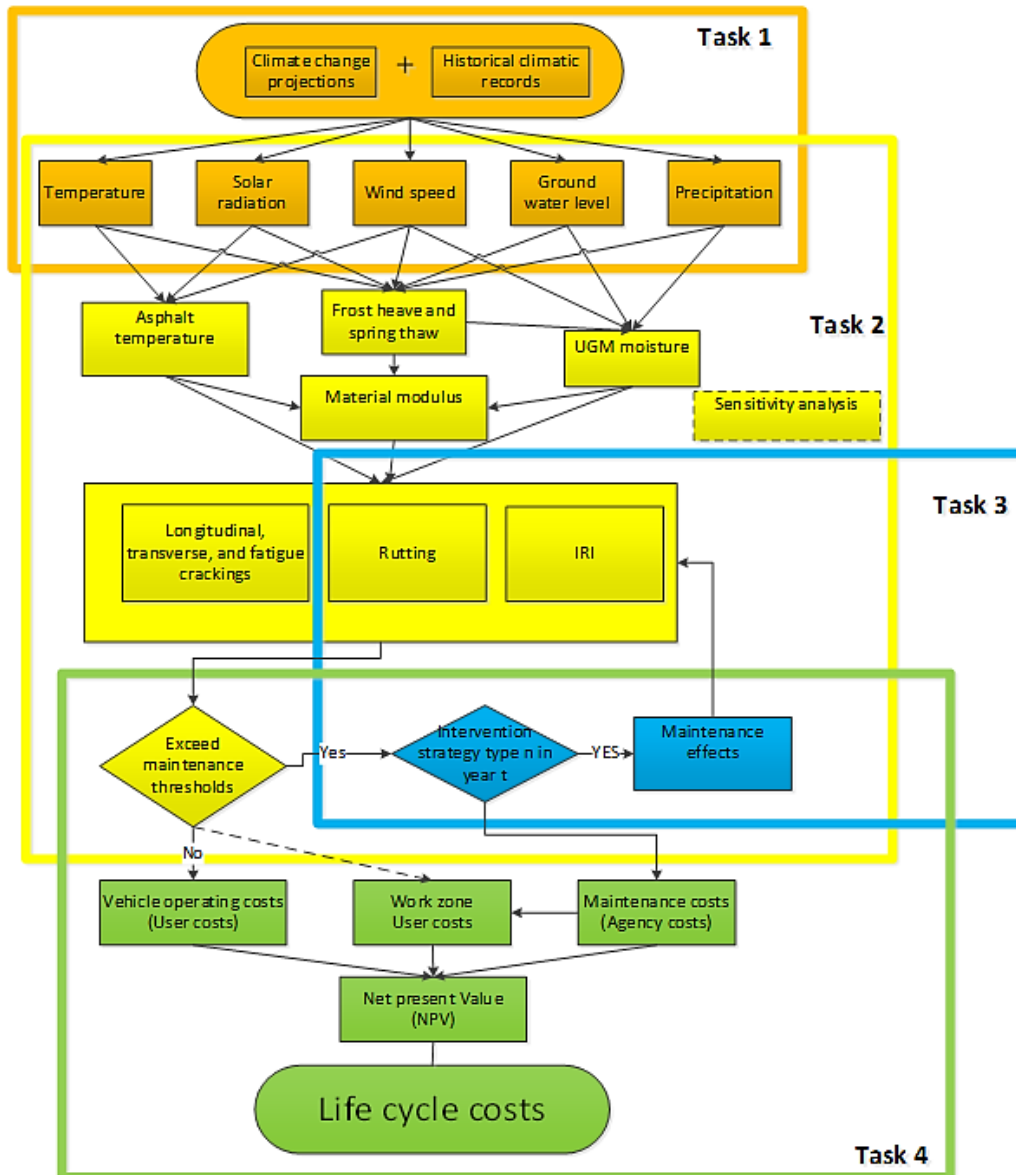 Task 1
Climate change
projections
+
Historical climatic
records
Temperature
Solar
radiation
Wind speed
Ground
water level
Precipitation
Task 2
Asphalt
temperature
Frost heave and
spring thaw
UGM moisture
Material modulus
Sensitivity analysis
Task 3
Longitudinal,
transverse, and fatigue
crackings
Rutting
IRI
Exceed
maintenance
thresholds
Yes
Intervention
strategy type n in
year t
YES
Maintenance
effects
No
Vehicle operating costs
(User costs)
Work zone
User costs
Maintenance costs
(Agency costs)
Net present Value
(NPV)
Life cycle costs
Task 4